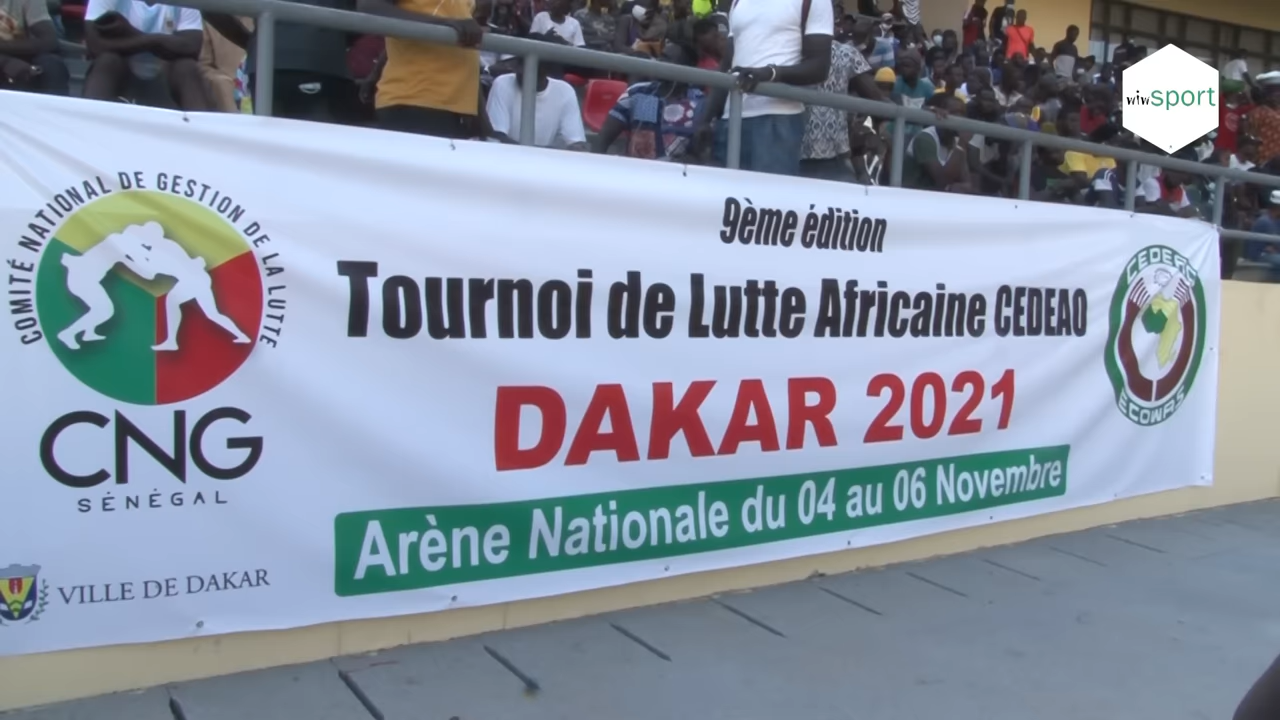 wiwsport
COMITÉ NATIONAL DE GESTION DE LA LUTTE
CNG
SÉNÉGAL
VILLE DE DAKAR
9ème édition
Tournoi de Lutte Africaine CEDEAO
DAKAR 2021
Arène Nationale du 04 au 06 Novembre
CEDEAO
ECOWAS